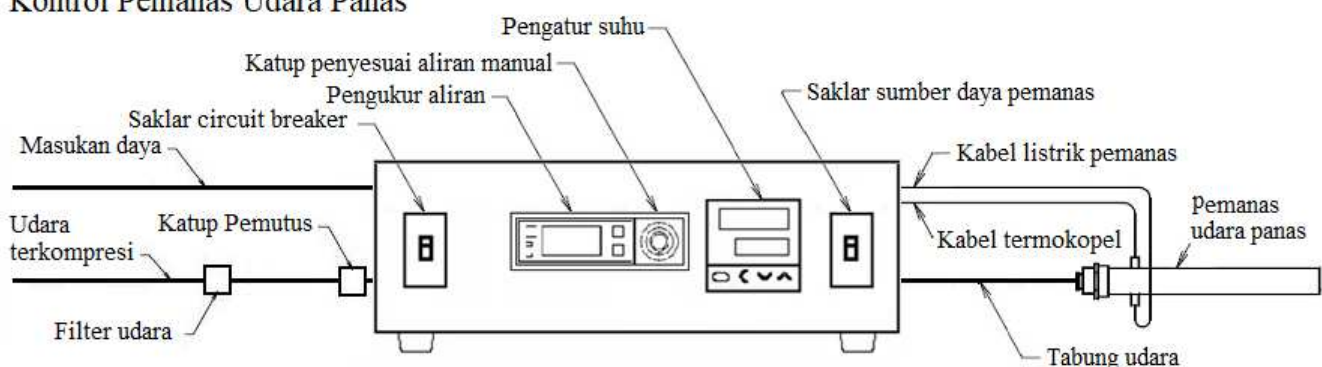 Kontrol Pemanas Udara Panas
Pengatur suhu
Katup penyesuai aliran manual
Pengukur aliran
Saklar sumber daya pemanas
Saklar circuit breaker
Masukan daya
Kabel listrik pemanas
Udara
terkompresi
Katup Pemutus
Kabel termokopel
pemanas
udara panas
Filter udara
Tabung udara